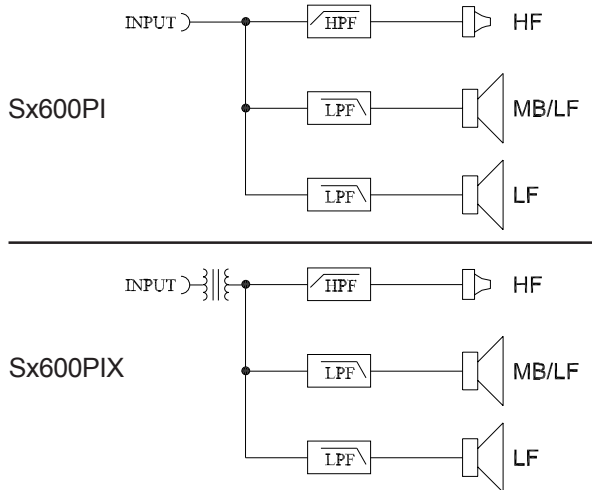 INPUT HPF HF
Sx600PI LPF MB/LF
LPF LF
INPUT HPF HF
Sx600PIX LPF MB/LF
LPF LF